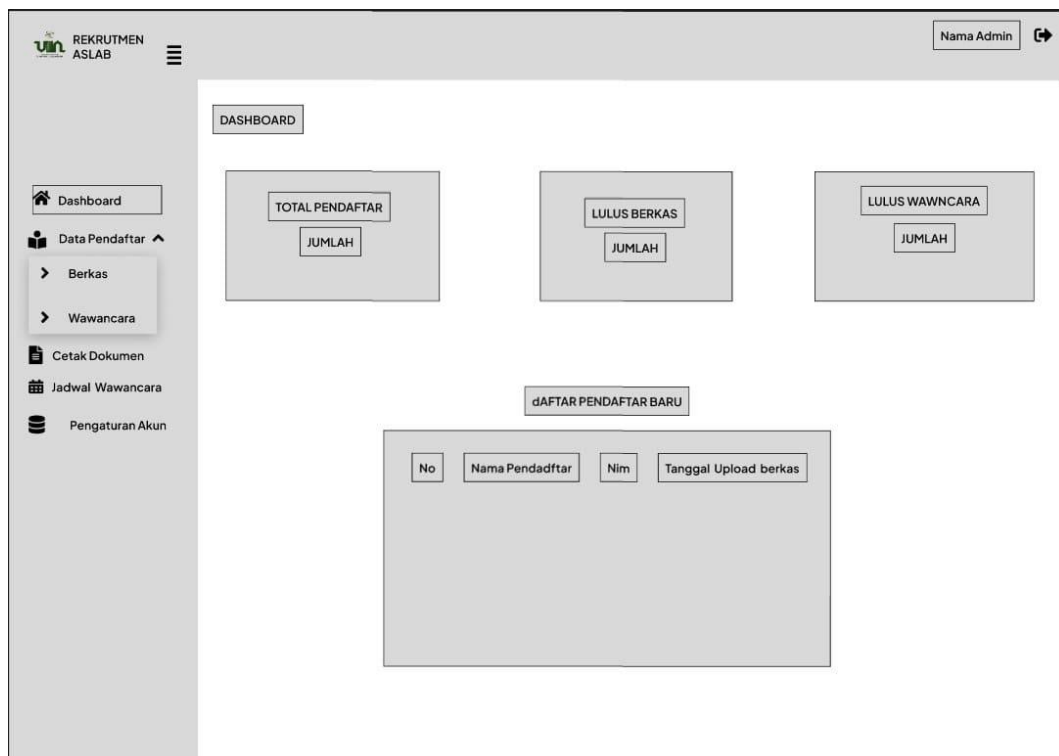 UIN
REKRUTMEN
ASLAB
Nama Admin
DASHBOARD
Dashboard
Data Pendaftar
Berkas
Wawancara
Cetak Dokumen
Jadwal Wawancara
Pengaturan Akun
TOTAL PENDAFTAR
JUMLAH
LULUS BERKAS
JUMLAH
LULUS WAWNCARA
JUMLAH
dAFTAR PENDAFTAR BARU
No Nama Pendadftar Nim Tanggal Upload berkas